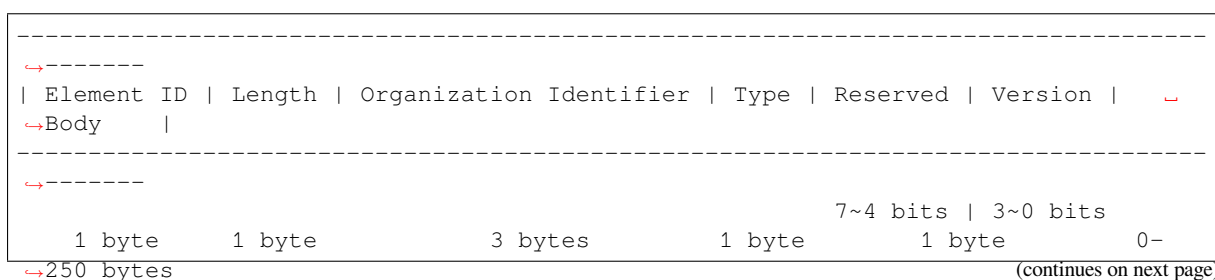 -------------------------------------------------------------------------------
↪-------
| Element ID | Length | Organization Identifier | Type | Reserved | Version |   ␣
↪Body    |
-------------------------------------------------------------------------------
↪-------
                                                      7~4 bits | 3~0 bits
   1 byte    1 byte            3 bytes         1 byte       1 byte        0-
↪250 bytes
(continues on next page)